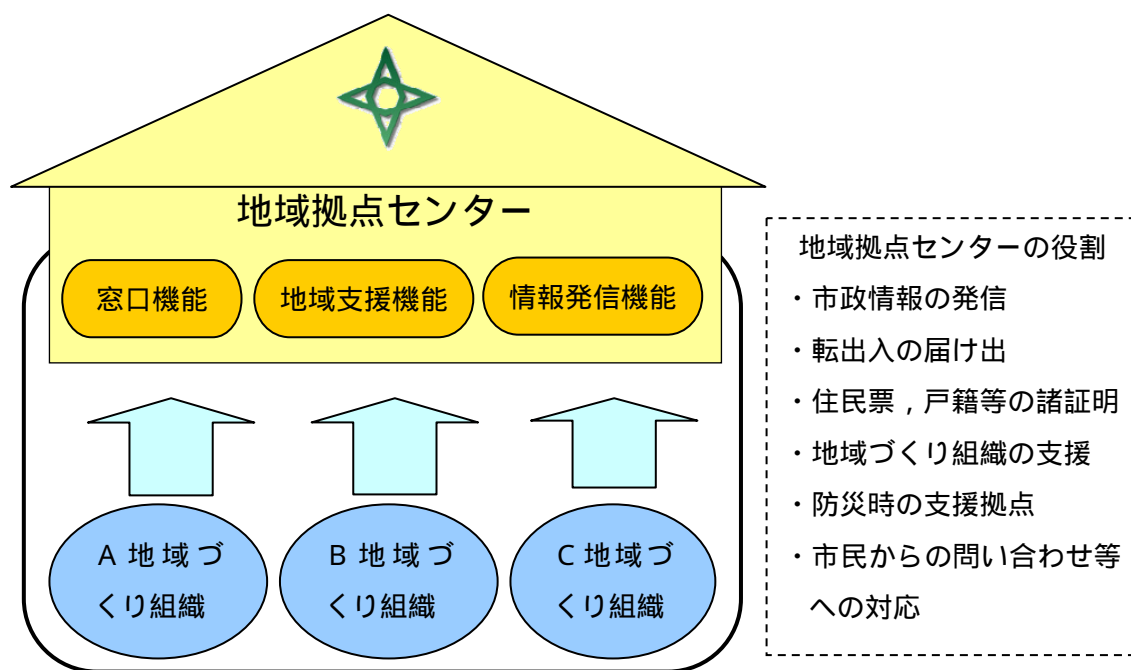 地域拠点センター
窓口機能
地域支援機能
情報発信機能
A 地域づ
くり組織
B 地域づ
くり組織
C 地域づ
くり組織
地域拠点センターの役割
・市政情報の発信
・転出入の届け出
・住民票，戸籍等の諸証明
・地域づくり組織の支援
・防災時の支援拠点
・市民からの問い合わせ等
への対応